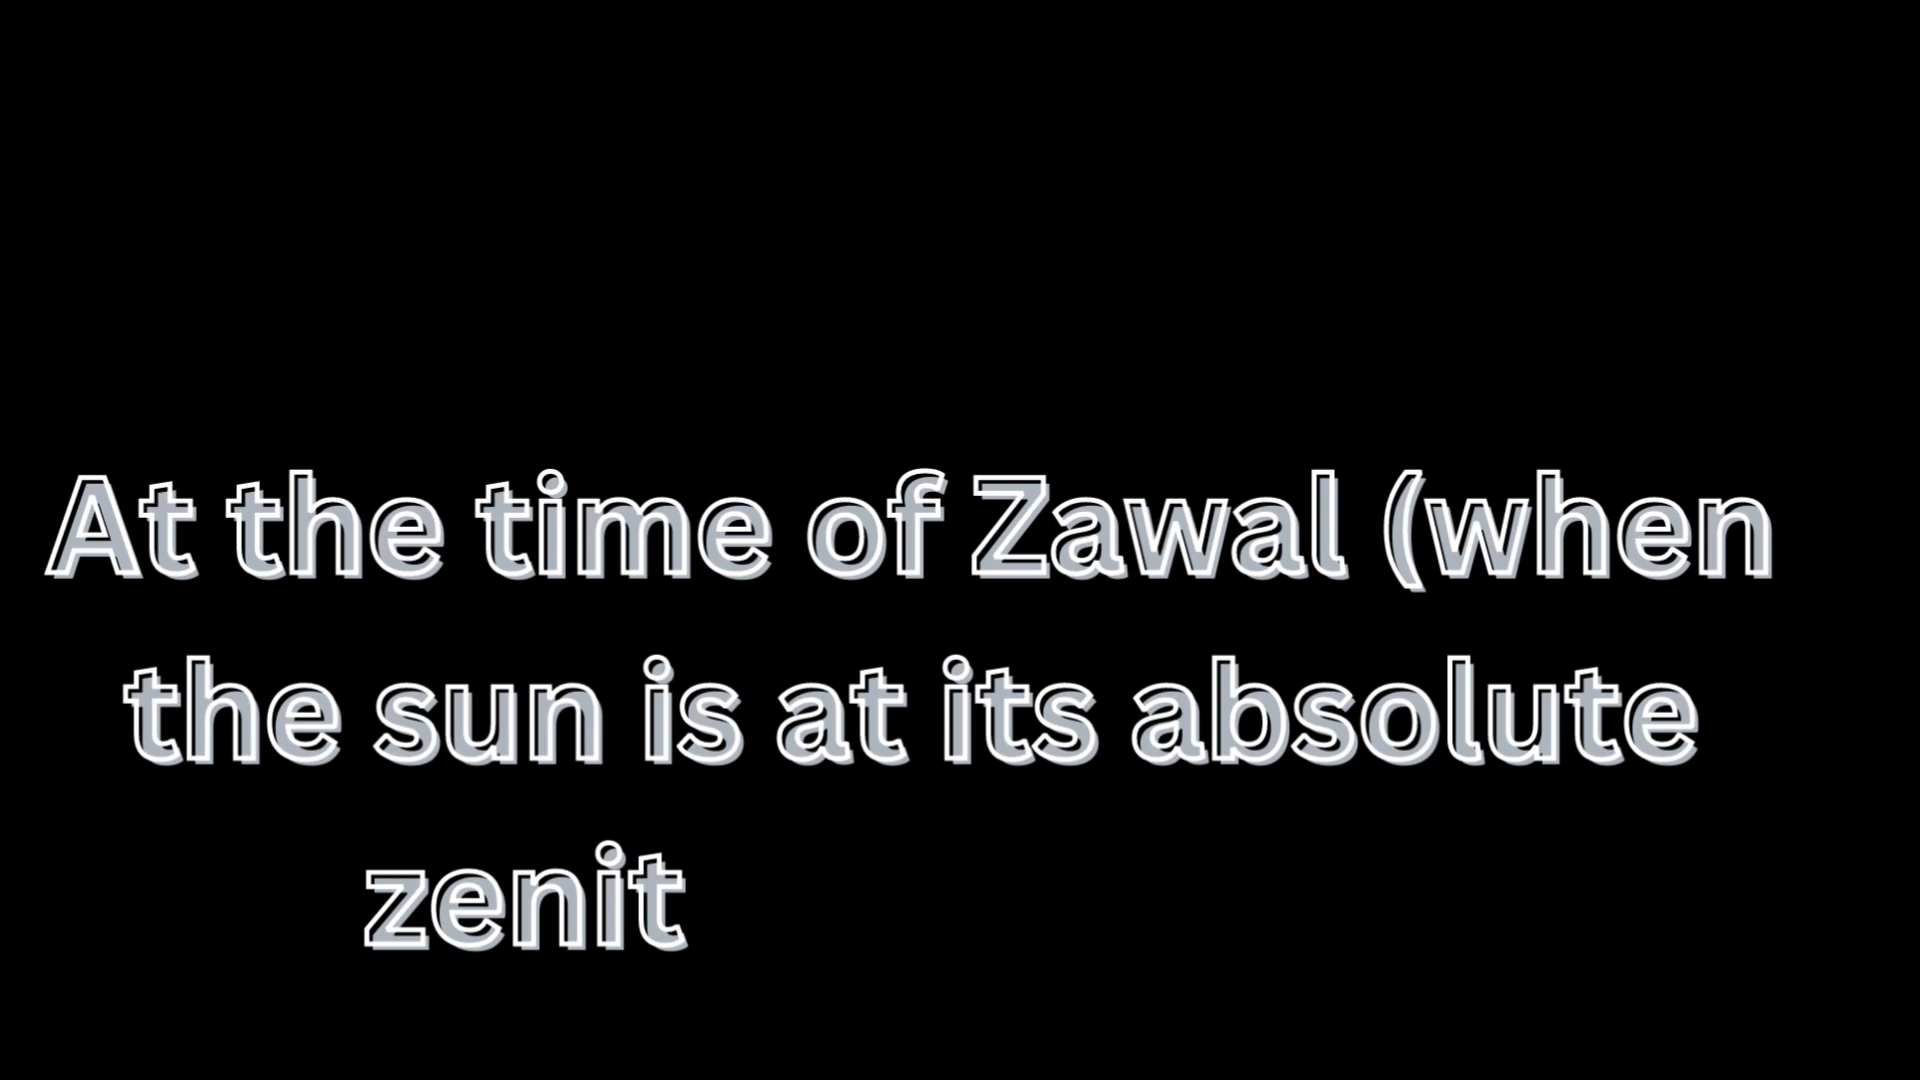 At the time of Zawal (when
the sun is at its absolute
zenit